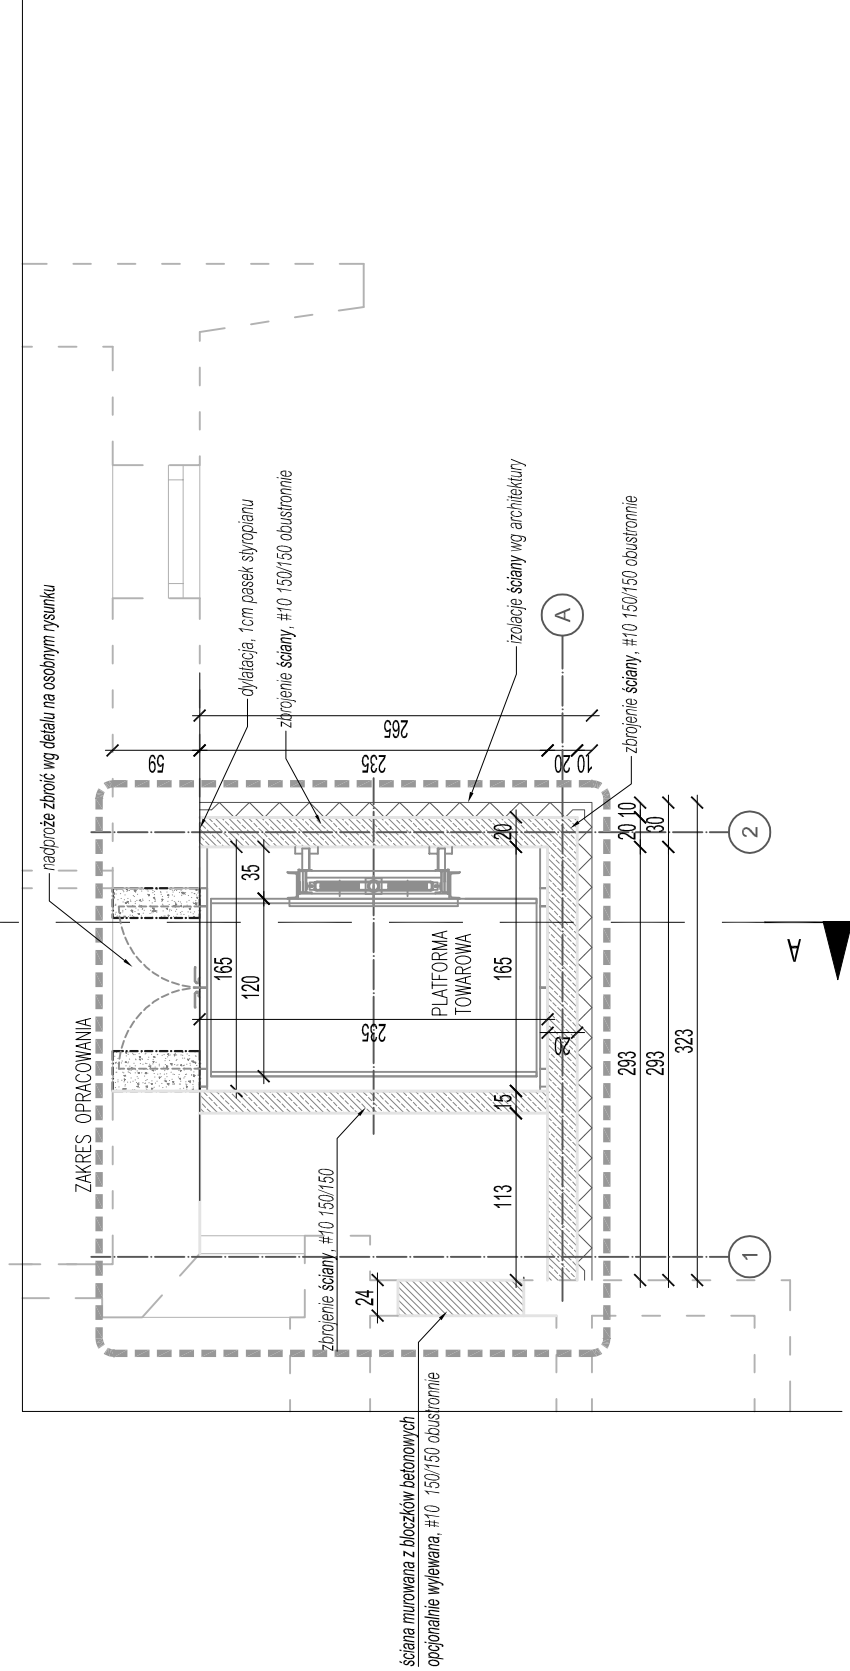 nadproże zbroić wg detalu na osobnym rysunku
dylatacja, 1cm pasek styropianu
zbrojenie ściany, #10 150/150 obustronnie
izolacje ściany wg architektury
zbrojenie ściany, #10 150/150 obustronnie
ZAKRES OPRACOWANIA
PLATFORMA
TOWAROWA
zbrojenie ściany, #10 150/150
ściana murowana z bloczków betonowych
opcjonalnie wylewana, #10 150/150 obustronnie
A
2
1
A
59
235
20
10
265
35
165
120
235
20
165
15
113
20
24
20
10
30
293
293
323